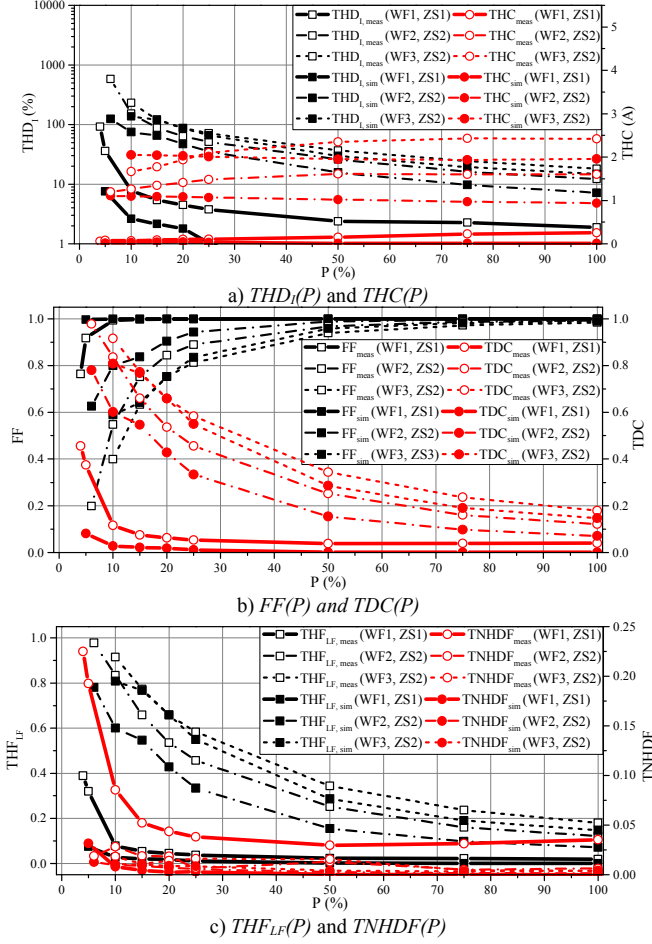 10000
1000
100
10
1
THD_I (%)
THD_I, meas (WF1, ZS1)
THD_I, meas (WF2, ZS2)
THD_I, meas (WF3, ZS2)
THD_I, sim (WF1, ZS1)
THD_I, sim (WF2, ZS2)
THD_I, sim (WF3, ZS2)
THC_meas (WF1, ZS1)
THC_meas (WF2, ZS2)
THC_meas (WF3, ZS2)
THC_sim (WF1, ZS1)
THC_sim (WF2, ZS2)
THC_sim (WF3, ZS2)
5
4
3
2
1
0
THC (A)
0 10 20 30 40 50 60 70 80 90 100
P (%)
a) THD_I(P) and THC(P)
1.0
0.8
0.6
0.4
0.2
0.0
FF
FF_meas (WF1, ZS1)
FF_meas (WF2, ZS2)
FF_meas (WF3, ZS2)
FF_sim (WF1, ZS1)
FF_sim (WF2, ZS2)
FF_sim (WF3, ZS3)
TDC_meas (WF1, ZS1)
TDC_meas (WF2, ZS2)
TDC_meas (WF3, ZS2)
TDC_sim (WF1, ZS1)
TDC_sim (WF2, ZS2)
TDC_sim (WF3, ZS2)
1.0
0.8
0.6
0.4
0.2
0.0
TDC
0 10 20 30 40 50 60 70 80 90 100
P (%)
b) FF(P) and TDC(P)
1.0
0.8
0.6
0.4
0.2
0.0
THF_LF
THF_LF, meas (WF1, ZS1)
THF_LF, meas (WF2, ZS2)
THF_LF, meas (WF3, ZS2)
THF_LF, sim (WF1, ZS1)
THF_LF, sim (WF2, ZS2)
THF_LF, sim (WF3, ZS2)
TNHDF_meas (WF1, ZS1)
TNHDF_meas (WF2, ZS2)
TNHDF_meas (WF3, ZS2)
TNHDF_sim (WF1, ZS1)
TNHDF_sim (WF2, ZS2)
TNHDF_sim (WF3, ZS2)
0.25
0.20
0.15
0.10
0.05
0.00
TNHDF
0 10 20 30 40 50 60 70 80 90 100
P (%)
c) THF_LF(P) and TNHDF(P)